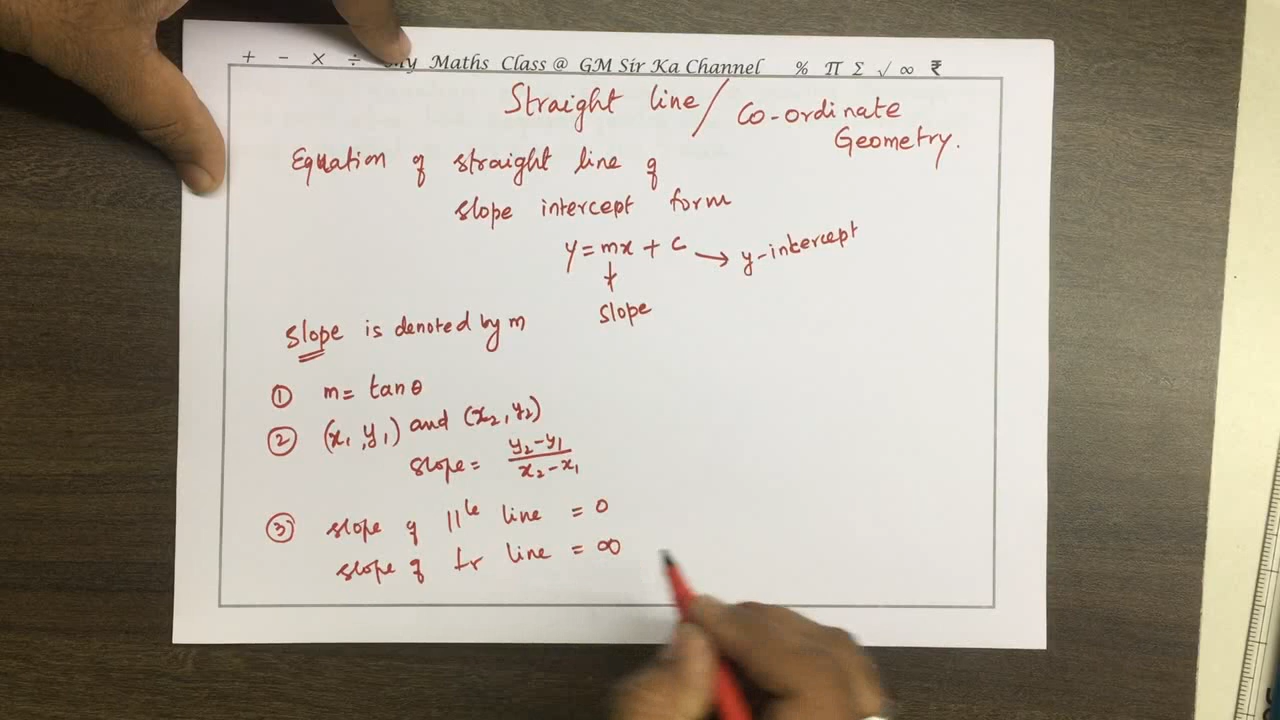 + - × ÷ My Maths Class @ GM Sir Ka Channel % Π Σ √ ∞ ₹
Straight line / Co-ordinate Geometry.
Equation of straight line of
slope intercept form
y = mx + c → y-intercept
slope
slope is denoted by m
① m = tanθ
② (x₁, y₁) and (x₂, y₂)
slope = y₂-y₁ / x₂-x₁
③ slope of ||le line = 0
slope of ⊥r line = ∞